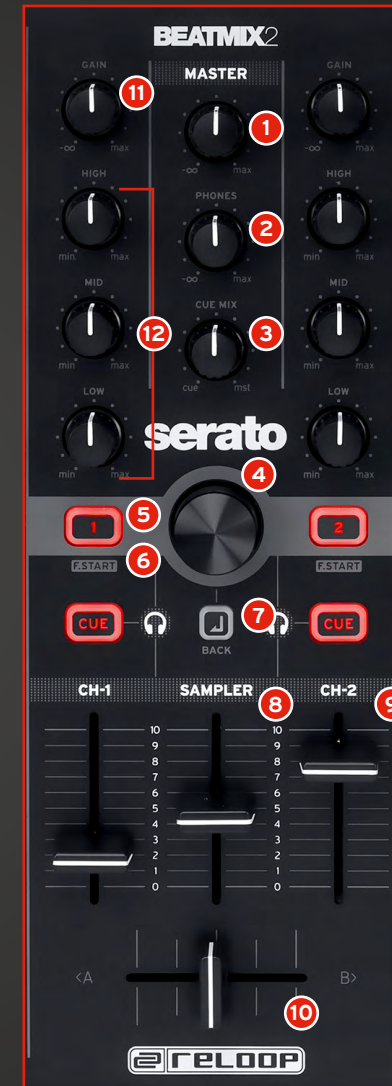 BEATMIX2
GAIN
MASTER
GAIN
11
1
-∞ max
-∞ max
-∞ max
HIGH
PHONES
HIGH
2
min max
-∞ max
min max
MID
CUE MIX
MID
12
3
min max
cue mst
min max
LOW
LOW
serato
min max
min max
4
1
5
2
F.START
6
F.START
CUE
7
CUE
BACK
CH-1
SAMPLER
CH-2
8
9
10 10
9 9
8 8
7 7
6 6
5 5
4 4
3 3
2 2
1 1
0 0
<A
B>
10
reloop